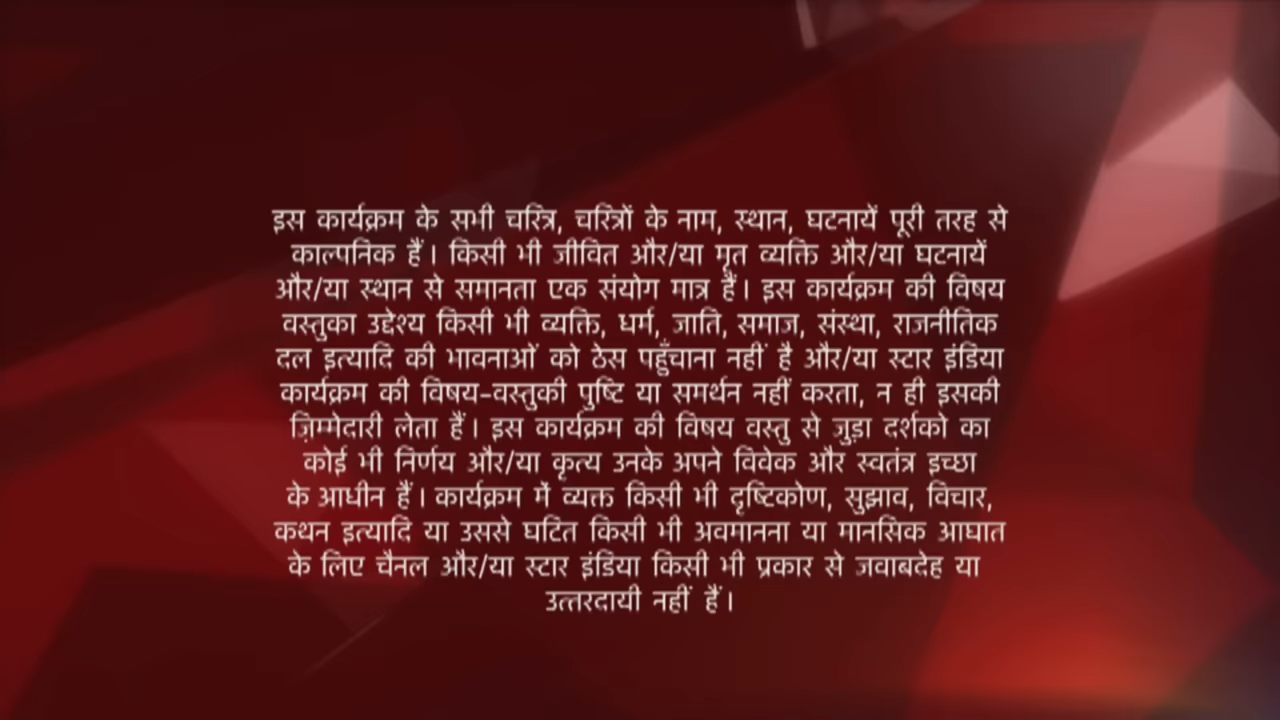 इस कार्यक्रम के सभी चरित्र, चरित्रों के नाम, स्थान, घटनायें पूरी तरह से
काल्पनिक हैं। किसी भी जीवित और/या मृत व्यक्ति और/या घटनायें
और/या स्थान से समानता एक संयोग मात्र हैं। इस कार्यक्रम की विषय
वस्तुका उद्देश्य किसी भी व्यक्ति, धर्म, जाति, समाज, संस्था, राजनीतिक
दल इत्यादि की भावनाओं को ठेस पहुँचाना नहीं है और/या स्टार इंडिया
कार्यक्रम की विषय-वस्तुकी पुष्टि या समर्थन नहीं करता, न ही इसकी
ज़िम्मेदारी लेता हैं। इस कार्यक्रम की विषय वस्तु से जुड़ा दर्शको का
कोई भी निर्णय और/या कृत्य उनके अपने विवेक और स्वतंत्र इच्छा
के आधीन हैं। कार्यक्रम में व्यक्त किसी भी दृष्टिकोण, सुझाव, विचार,
कथन इत्यादि या उससे घटित किसी भी अवमानना या मानसिक आघात
के लिए चैनल और/या स्टार इंडिया किसी भी प्रकार से जवाबदेह या
उत्तरदायी नहीं हैं।